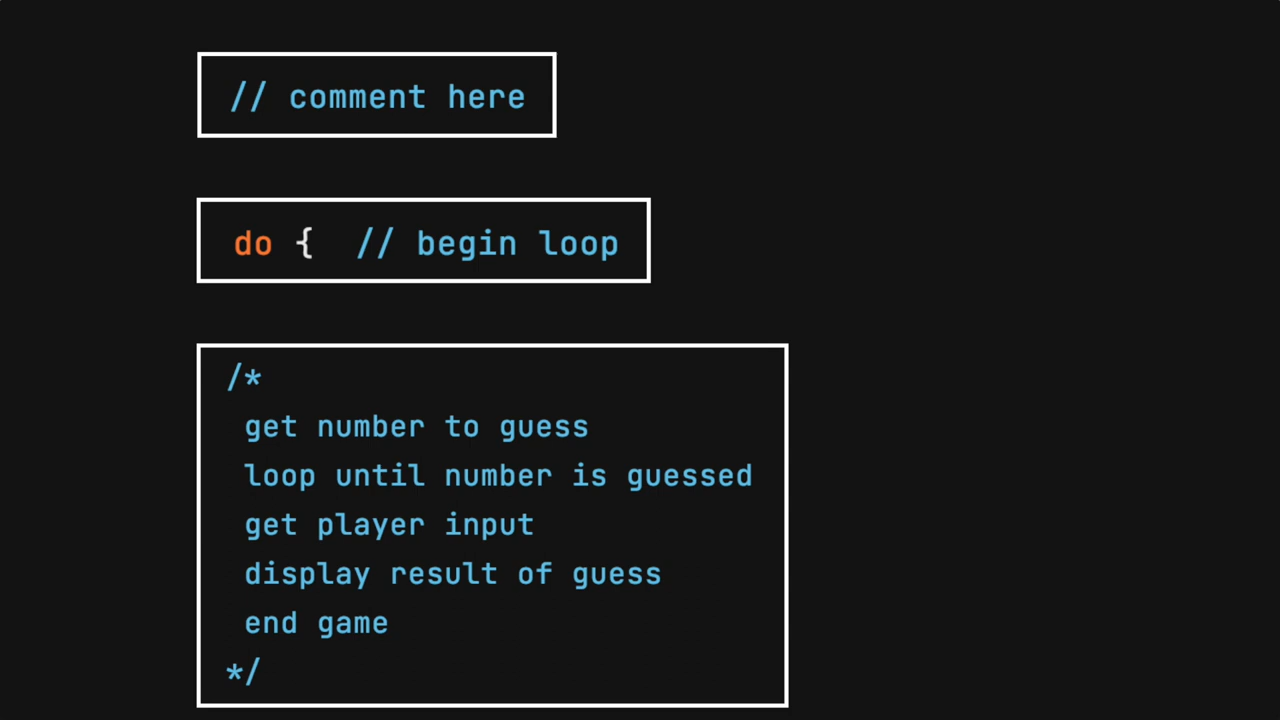 // comment here
do {  // begin loop
/*
get number to guess
loop until number is guessed
get player input
display result of guess
end game
*/